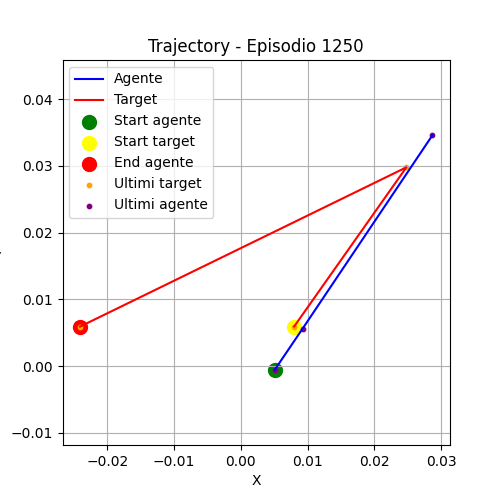 Trajectory - Episodio 1250
Agente
Target
Start agente
Start target
End agente
Ultimi target
Ultimi agente
0.04
0.03
0.02
0.01
0.00
−0.01
−0.02
−0.01
0.00
0.01
0.02
0.03
X